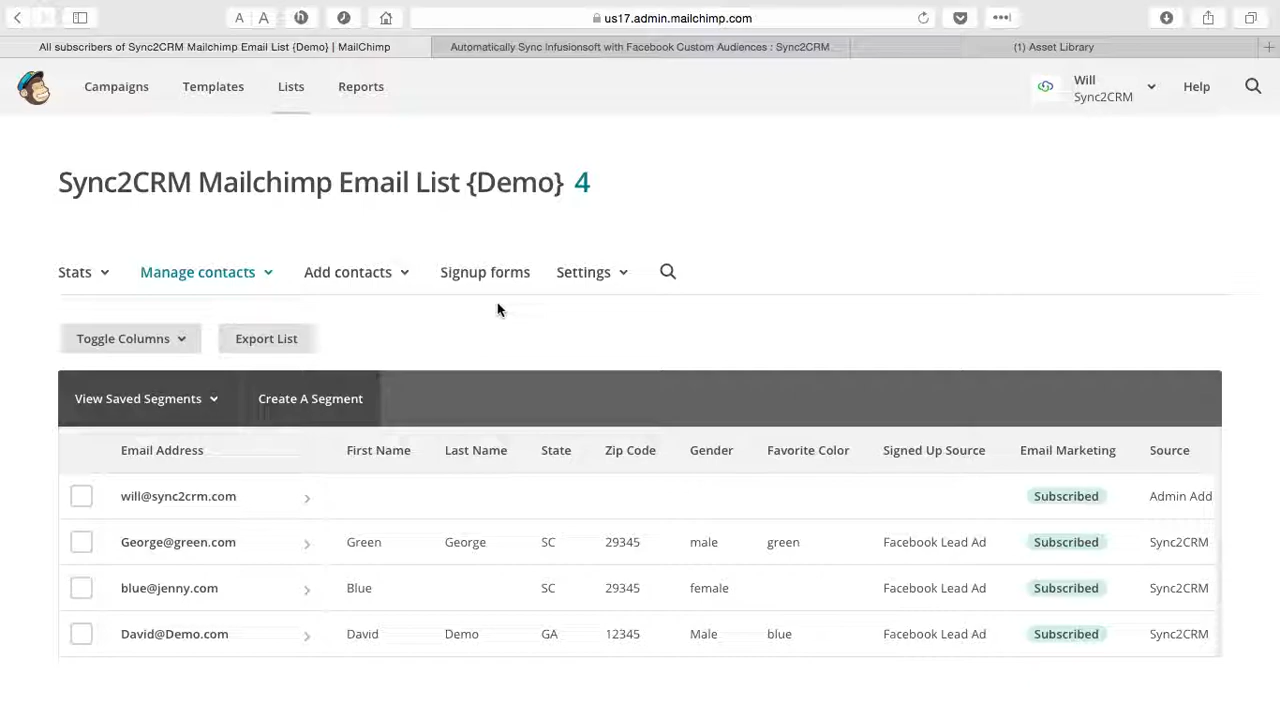 A A us17.admin.mailchimp.com
All subscribers of Sync2CRM Mailchimp Email List {Demo} | MailChimp Automatically Sync Infusionsoft with Facebook Custom Audiences : Sync2CRM (1) Asset Library
Campaigns Templates Lists Reports Will Sync2CRM Help
Sync2CRM Mailchimp Email List {Demo} 4
Stats Manage contacts Add contacts Signup forms Settings
Toggle Columns Export List
View Saved Segments Create A Segment
Email Address First Name Last Name State Zip Code Gender Favorite Color Signed Up Source Email Marketing Source
will@sync2crm.com Subscribed Admin Add
George@green.com Green George SC 29345 male green Facebook Lead Ad Subscribed Sync2CRM
blue@jenny.com Blue SC 29345 female Facebook Lead Ad Subscribed Sync2CRM
David@Demo.com David Demo GA 12345 Male blue Facebook Lead Ad Subscribed Sync2CRM